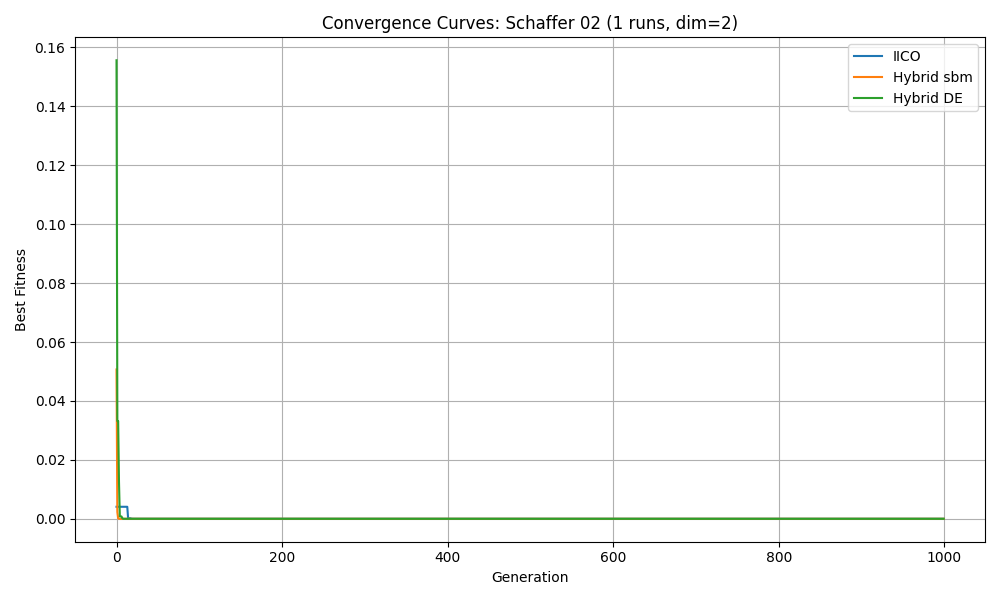 Convergence Curves: Schaffer 02 (1 runs, dim=2)
IICO
Hybrid sbm
Hybrid DE
Best Fitness
0.16
0.14
0.12
0.10
0.08
0.06
0.04
0.02
0.00
0 200 400 600 800 1000
Generation